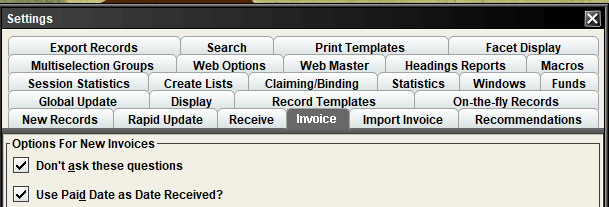 Settings
Export Records Search Print Templates Facet Display
Multiselection Groups Web Options Web Master Headings Reports Macros
Session Statistics Create Lists Claiming/Binding Statistics Windows Funds
Global Update Display Record Templates On-the-fly Records
New Records Rapid Update Receive Invoice Import Invoice Recommendations
Options For New Invoices
Don't ask these questions
Use Paid Date as Date Received?